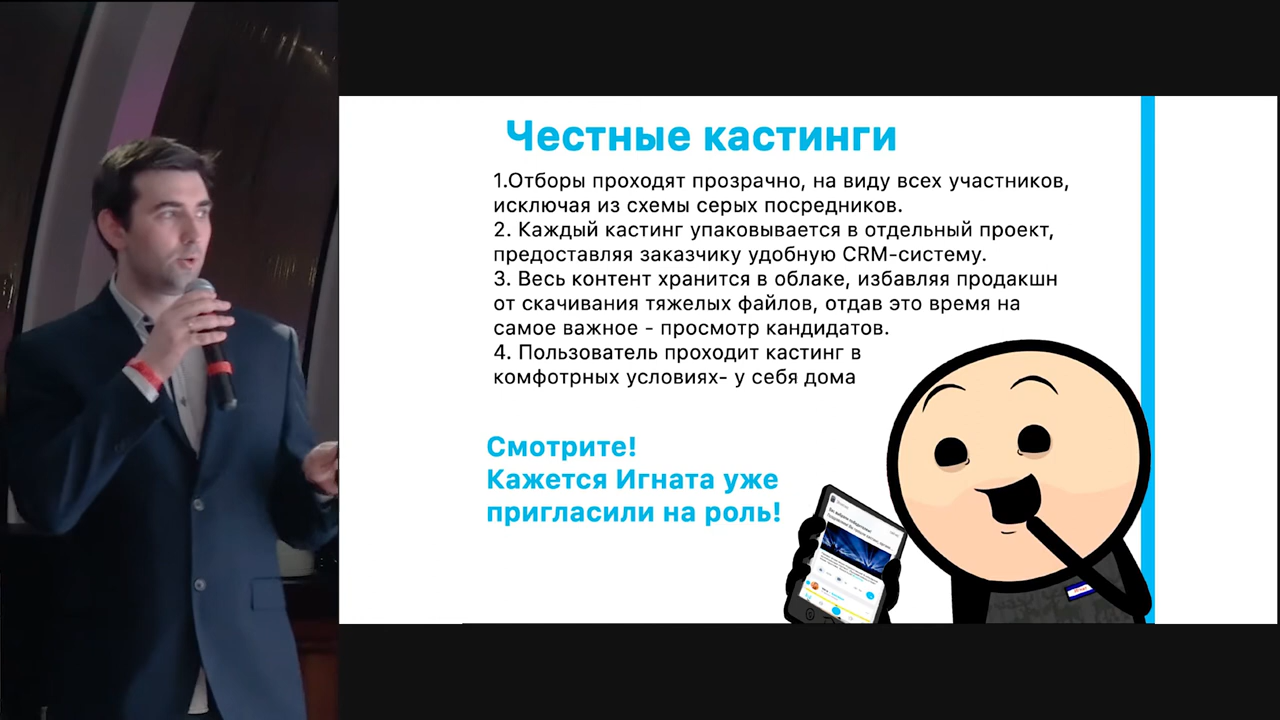 Честные кастинги
1.Отборы проходят прозрачно, на виду всех участников,
исключая из схемы серых посредников.
2. Каждый кастинг упаковывается в отдельный проект,
предоставляя заказчику удобную CRM-систему.
3. Весь контент хранится в облаке, избавляя продакшн
от скачивания тяжелых файлов, отдав это время на
самое важное - просмотр кандидатов.
4. Пользователь проходит кастинг в
комфотрных условиях- у себя дома
Смотрите!
Кажется Игната уже
пригласили на роль!